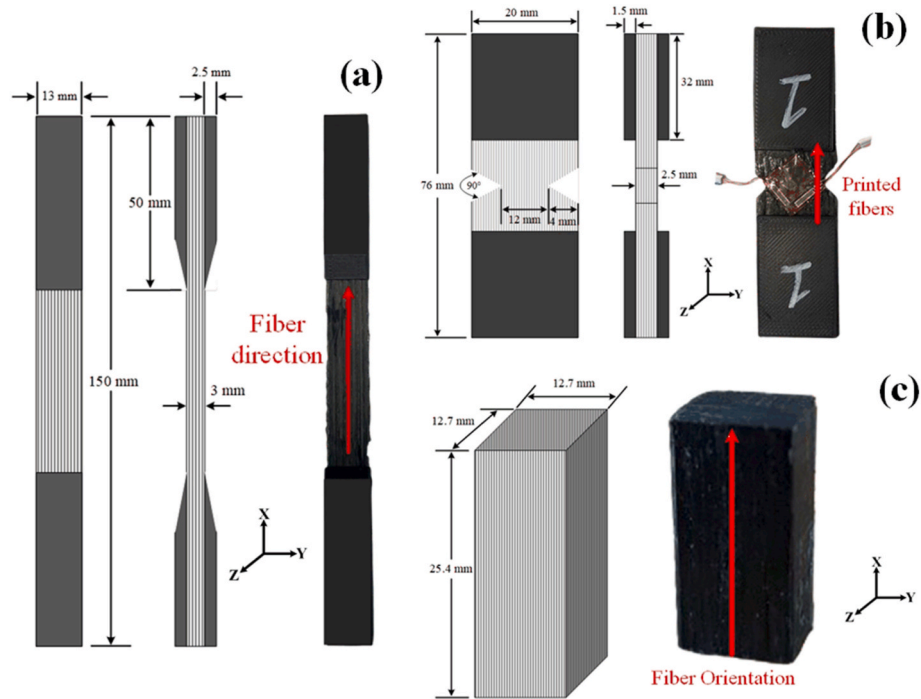 (a)
13 mm
2.5 mm
50 mm
150 mm
3 mm
Fiber
direction
X
Y
Z
(b)
20 mm
1.5 mm
32 mm
76 mm
90°
12 mm
4 mm
2.5 mm
X
Y
Z
1
1
Printed
fibers
(c)
12.7 mm
12.7 mm
25.4 mm
Fiber Orientation
X
Y
Z